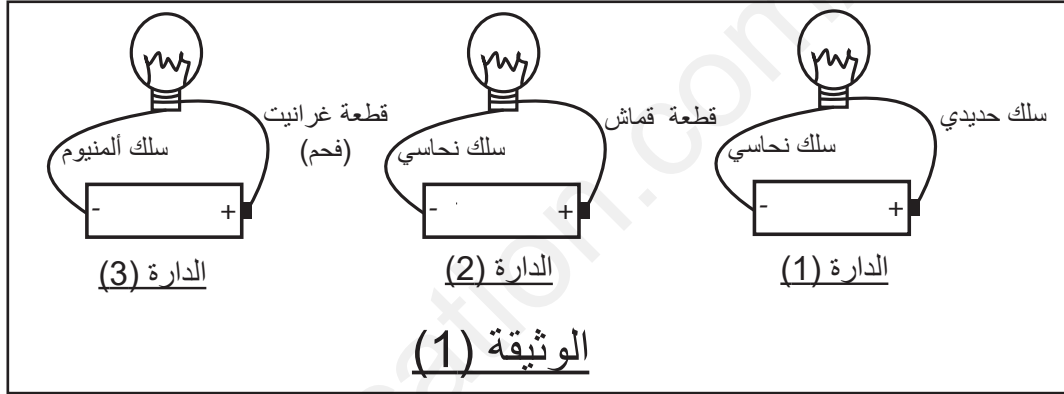 سلك حديدي
سلك نحاسي
- +
الدارة (1)
قطعة قماش
سلك نحاسي
- +
الدارة (2)
قطعة غرانيت
(فحم)
سلك ألمنيوم
- +
الدارة (3)
الوثيقة (1)